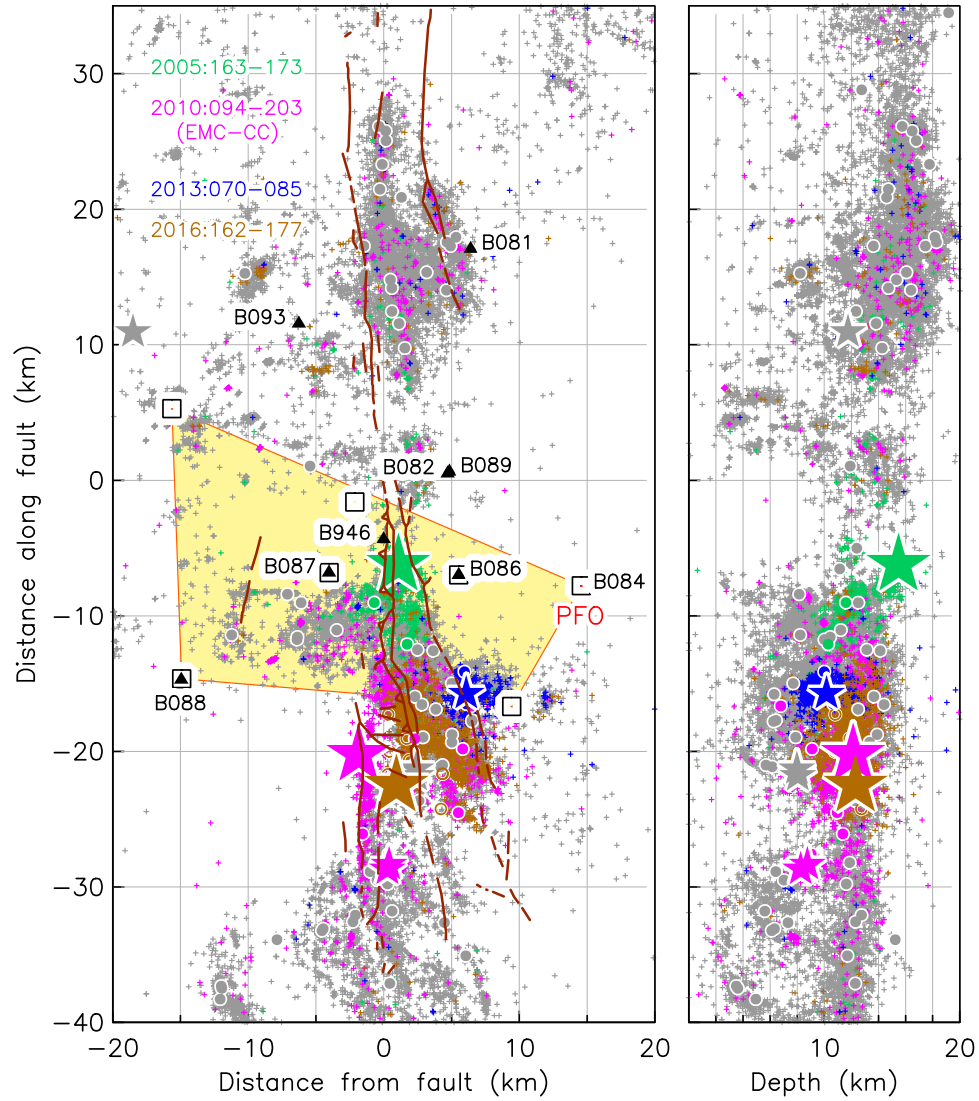 2005:163−173
2010:094−203
(EMC−CC)
2013:070−085
2016:162−177
B081
B093
B082
B089
B946
B087
B086
B084
PFO
B088
30
20
10
0
−10
−20
−30
−40
−20
−10
0
10
20
10
20
Distance along fault (km)
Distance from fault (km)
Depth (km)